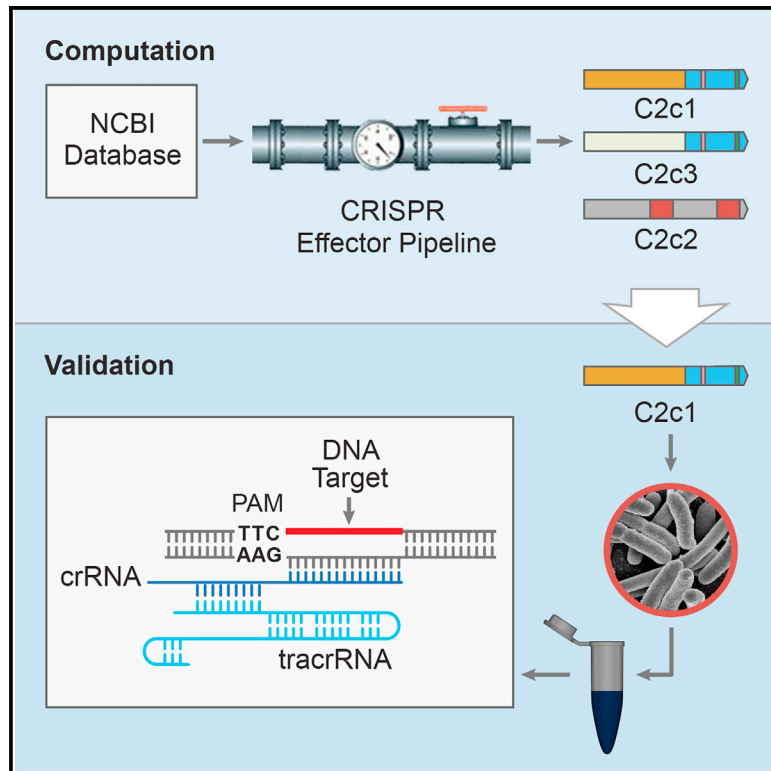 Computation
NCBI
Database
CRISPR
Effector Pipeline
C2c1
C2c3
C2c2
Validation
C2c1
DNA
Target
PAM
TTC
AAG
crRNA
tracrRNA